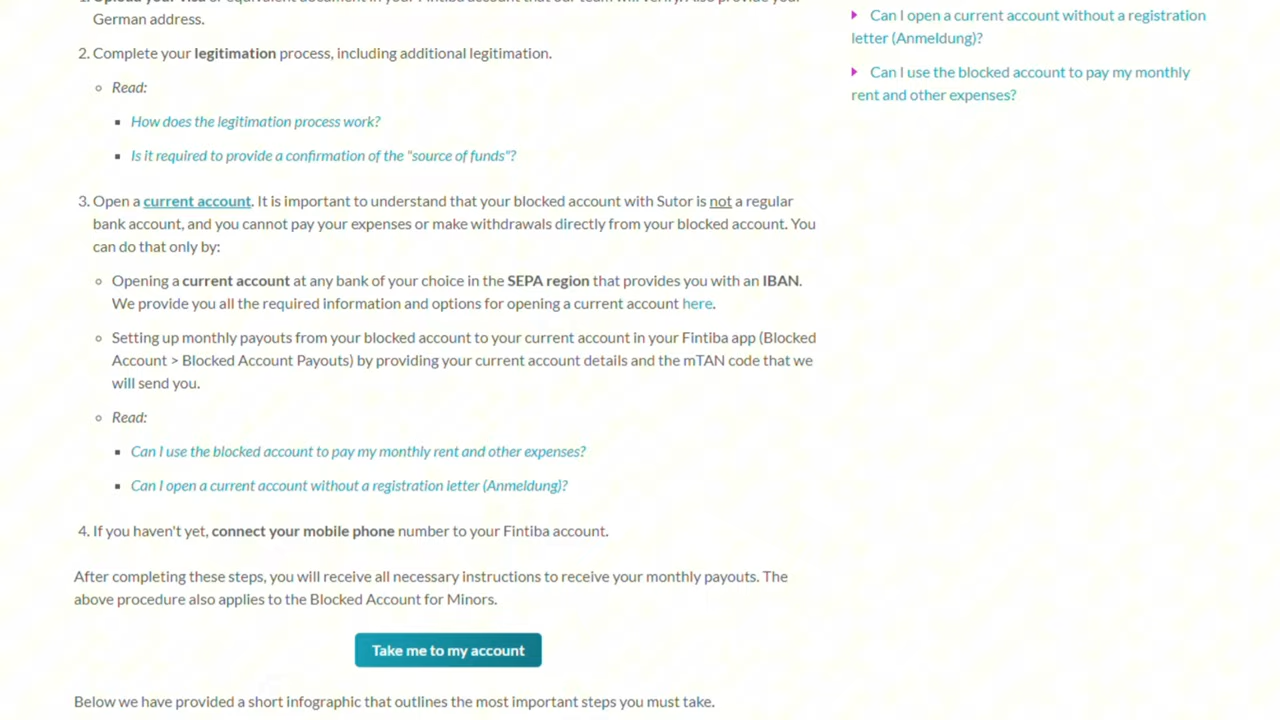 German address.
2. Complete your legitimation process, including additional legitimation.
Read:
How does the legitimation process work?
Is it required to provide a confirmation of the "source of funds"?
3. Open a current account. It is important to understand that your blocked account with Sutor is not a regular
bank account, and you cannot pay your expenses or make withdrawals directly from your blocked account. You
can do that only by:
Opening a current account at any bank of your choice in the SEPA region that provides you with an IBAN.
We provide you all the required information and options for opening a current account here.
Setting up monthly payouts from your blocked account to your current account in your Fintiba app (Blocked
Account > Blocked Account Payouts) by providing your current account details and the mTAN code that we
will send you.
Read:
Can I use the blocked account to pay my monthly rent and other expenses?
Can I open a current account without a registration letter (Anmeldung)?
4. If you haven't yet, connect your mobile phone number to your Fintiba account.
After completing these steps, you will receive all necessary instructions to receive your monthly payouts. The
above procedure also applies to the Blocked Account for Minors.
Take me to my account
Below we have provided a short infographic that outlines the most important steps you must take.
Can I open a current account without a registration
letter (Anmeldung)?
Can I use the blocked account to pay my monthly
rent and other expenses?